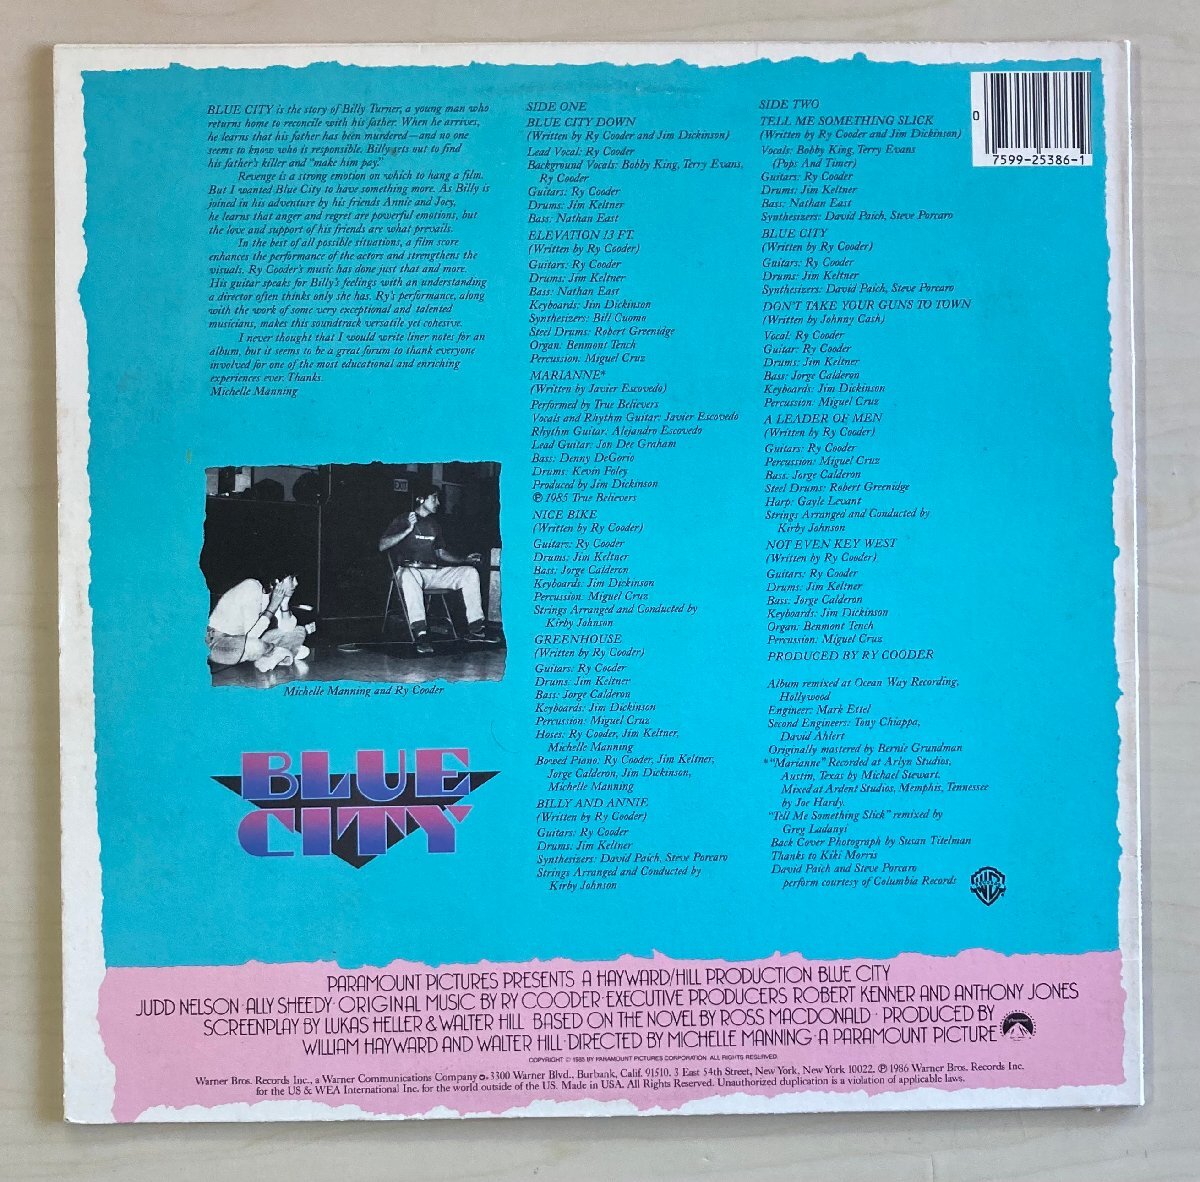 BLUE CITY is the story of Billy Turner, a young man who
returns home to reconcile with his father. When he arrives,
he learns that his father has been murdered—and no one
seems to know who is responsible. Billy sets out to find
his father's killer and "make him pay."
Revenge is a strong emotion on which to hang a film.
But I wanted Blue City to have something more. As Billy is
joined in his adventure by his friends Annie and Joey,
he learns that anger and regret are powerful emotions, but
the love and support of his friends are what prevails.
In the best of all possible situations, a film score
enhances the performance of the actors and strengthens the
visuals. Ry Cooder's music has done just that and more.
His guitar speaks for Billy's feelings with an understanding
a director often thinks only she has. Ry's performance, along
with the work of some very exceptional and talented
musicians, makes this soundtrack versatile yet cohesive.
I never thought that I would write liner notes for an
album, but it seems to be a great forum to thank everyone
involved for one of the most educational and enriching
experiences ever. Thanks.
Michelle Manning
EXIT
Michelle Manning and Ry Cooder
BLUE
CITY
SIDE ONE
BLUE CITY DOWN
(Written by Ry Cooder and Jim Dickinson)
Lead Vocal: Ry Cooder
Background Vocals: Bobby King, Terry Evans,
Ry Cooder
Guitars: Ry Cooder
Drums: Jim Keltner
Bass: Nathan East
ELEVATION 13 FT.
(Written by Ry Cooder)
Guitars: Ry Cooder
Drums: Jim Keltner
Bass: Nathan East
Keyboards: Jim Dickinson
Synthesizers: Bill Cuomo
Steel Drums: Robert Greenidge
Organ: Benmont Tench
Percussion: Miguel Cruz
MARIANNE*
(Written by Javier Escovedo)
Performed by True Believers
Vocals and Rhythm Guitar: Javier Escovedo
Rhythm Guitar: Alejandro Escovedo
Lead Guitar: Jon Dee Graham
Bass: Denny DeGorio
Drums: Kevin Foley
Produced by Jim Dickinson
℗ 1985 True Believers
NICE BIKE
(Written by Ry Cooder)
Guitars: Ry Cooder
Drums: Jim Keltner
Bass: Jorge Calderon
Keyboards: Jim Dickinson
Percussion: Miguel Cruz
Strings Arranged and Conducted by
Kirby Johnson
GREENHOUSE
(Written by Ry Cooder)
Guitars: Ry Cooder
Drums: Jim Keltner
Bass: Jorge Calderon
Keyboards: Jim Dickinson
Percussion: Miguel Cruz
Hoses: Ry Cooder, Jim Keltner,
Michelle Manning
Bowed Piano: Ry Cooder, Jim Keltner,
Jorge Calderon, Jim Dickinson,
Michelle Manning
BILLY AND ANNIE
(Written by Ry Cooder)
Guitars: Ry Cooder
Drums: Jim Keltner
Synthesizers: David Paich, Steve Porcaro
Strings Arranged and Conducted by
Kirby Johnson
SIDE TWO
TELL ME SOMETHING SLICK
(Written by Ry Cooder and Jim Dickinson)
Vocals: Bobby King, Terry Evans
(Pops And Timer)
Guitars: Ry Cooder
Drums: Jim Keltner
Bass: Nathan East
Synthesizers: David Paich, Steve Porcaro
BLUE CITY
(Written by Ry Cooder)
Guitars: Ry Cooder
Drums: Jim Keltner
Synthesizers: David Paich, Steve Porcaro
DON'T TAKE YOUR GUNS TO TOWN
(Written by Johnny Cash)
Vocal: Ry Cooder
Guitar: Ry Cooder
Drums: Jim Keltner
Bass: Jorge Calderon
Keyboards: Jim Dickinson
Percussion: Miguel Cruz
A LEADER OF MEN
(Written by Ry Cooder)
Guitars: Ry Cooder
Percussion: Miguel Cruz
Bass: Jorge Calderon
Steel Drums: Robert Greenidge
Harp: Gayle Levant
Strings Arranged and Conducted by
Kirby Johnson
NOT EVEN KEY WEST
(Written by Ry Cooder)
Guitars: Ry Cooder
Drums: Jim Keltner
Bass: Jorge Calderon
Keyboards: Jim Dickinson
Organ: Benmont Tench
Percussion: Miguel Cruz
PRODUCED BY RY COODER
Album remixed at Ocean Way Recording,
Hollywood
Engineer: Mark Ettel
Second Engineers: Tony Chiappa,
David Ahlert
Originally mastered by Bernie Grundman
*"Marianne" Recorded at Arlyn Studios,
Austin, Texas by Michael Stewart.
Mixed at Ardent Studios, Memphis, Tennessee
by Joe Hardy.
"Tell Me Something Slick" remixed by
Greg Ladanyi
Back Cover Photograph by Susan Titelman
Thanks to Kiki Morris
David Paich and Steve Porcaro
perform courtesy of Columbia Records
0
7599-25386-1
PARAMOUNT PICTURES PRESENTS A HAYWARD/HILL PRODUCTION BLUE CITY
JUDD NELSON · ALLY SHEEDY · ORIGINAL MUSIC BY RY COODER · EXECUTIVE PRODUCERS ROBERT KENNER AND ANTHONY JONES
SCREENPLAY BY LUKAS HELLER & WALTER HILL BASED ON THE NOVEL BY ROSS MACDONALD · PRODUCED BY
WILLIAM HAYWARD AND WALTER HILL · DIRECTED BY MICHELLE MANNING · A PARAMOUNT PICTURE
COPYRIGHT © 1985 BY PARAMOUNT PICTURES CORPORATION. ALL RIGHTS RESERVED.
Warner Bros. Records Inc., a Warner Communications Company 3300 Warner Blvd., Burbank, Calif. 91510. 3 East 54th Street, New York, New York 10022. ℗ 1986 Warner Bros. Records Inc.
for the US & WEA International Inc. for the world outside of the US. Made in USA. All Rights Reserved. Unauthorized duplication is a violation of applicable laws.